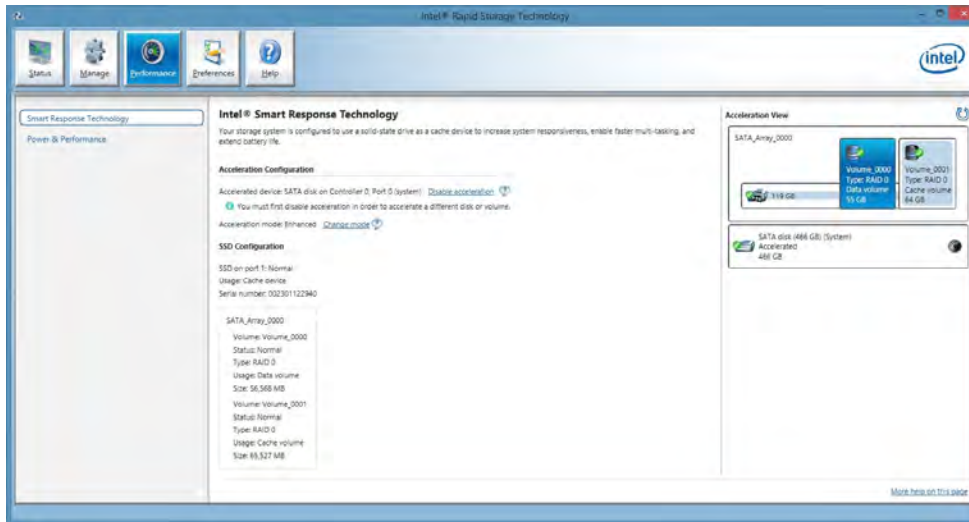 Intel® Rapid Storage Technology
Status
Manage
Performance
Preferences
Help
intel
Smart Response Technology
Power & Performance
Intel® Smart Response Technology
Your storage system is configured to use a solid-state drive as a cache device to increase system responsiveness, enable faster multi-tasking, and
extend battery life.
Acceleration Configuration
Accelerated device: SATA disk on Controller 0, Port 0 (system) Disable acceleration ?
You must first disable acceleration in order to accelerate a different disk or volume.
Acceleration mode: Enhanced Change mode ?
SSD Configuration
SSD on port 1: Normal
Usage: Cache device
Serial number: 002301122940
SATA_Array_0000
Volume: Volume_0000
Status: Normal
Type: RAID 0
Usage: Data volume
Size: 56,568 MB
Volume: Volume_0001
Status: Normal
Type: RAID 0
Usage: Cache volume
Size: 65,527 MB
Acceleration View
SATA_Array_0000
119 GB
Volume_0000
Type: RAID 0
Data volume
55 GB
Volume_0001
Type: RAID 0
Cache volume
64 GB
SATA disk (466 GB) (System)
Accelerated
466 GB
More help on this page